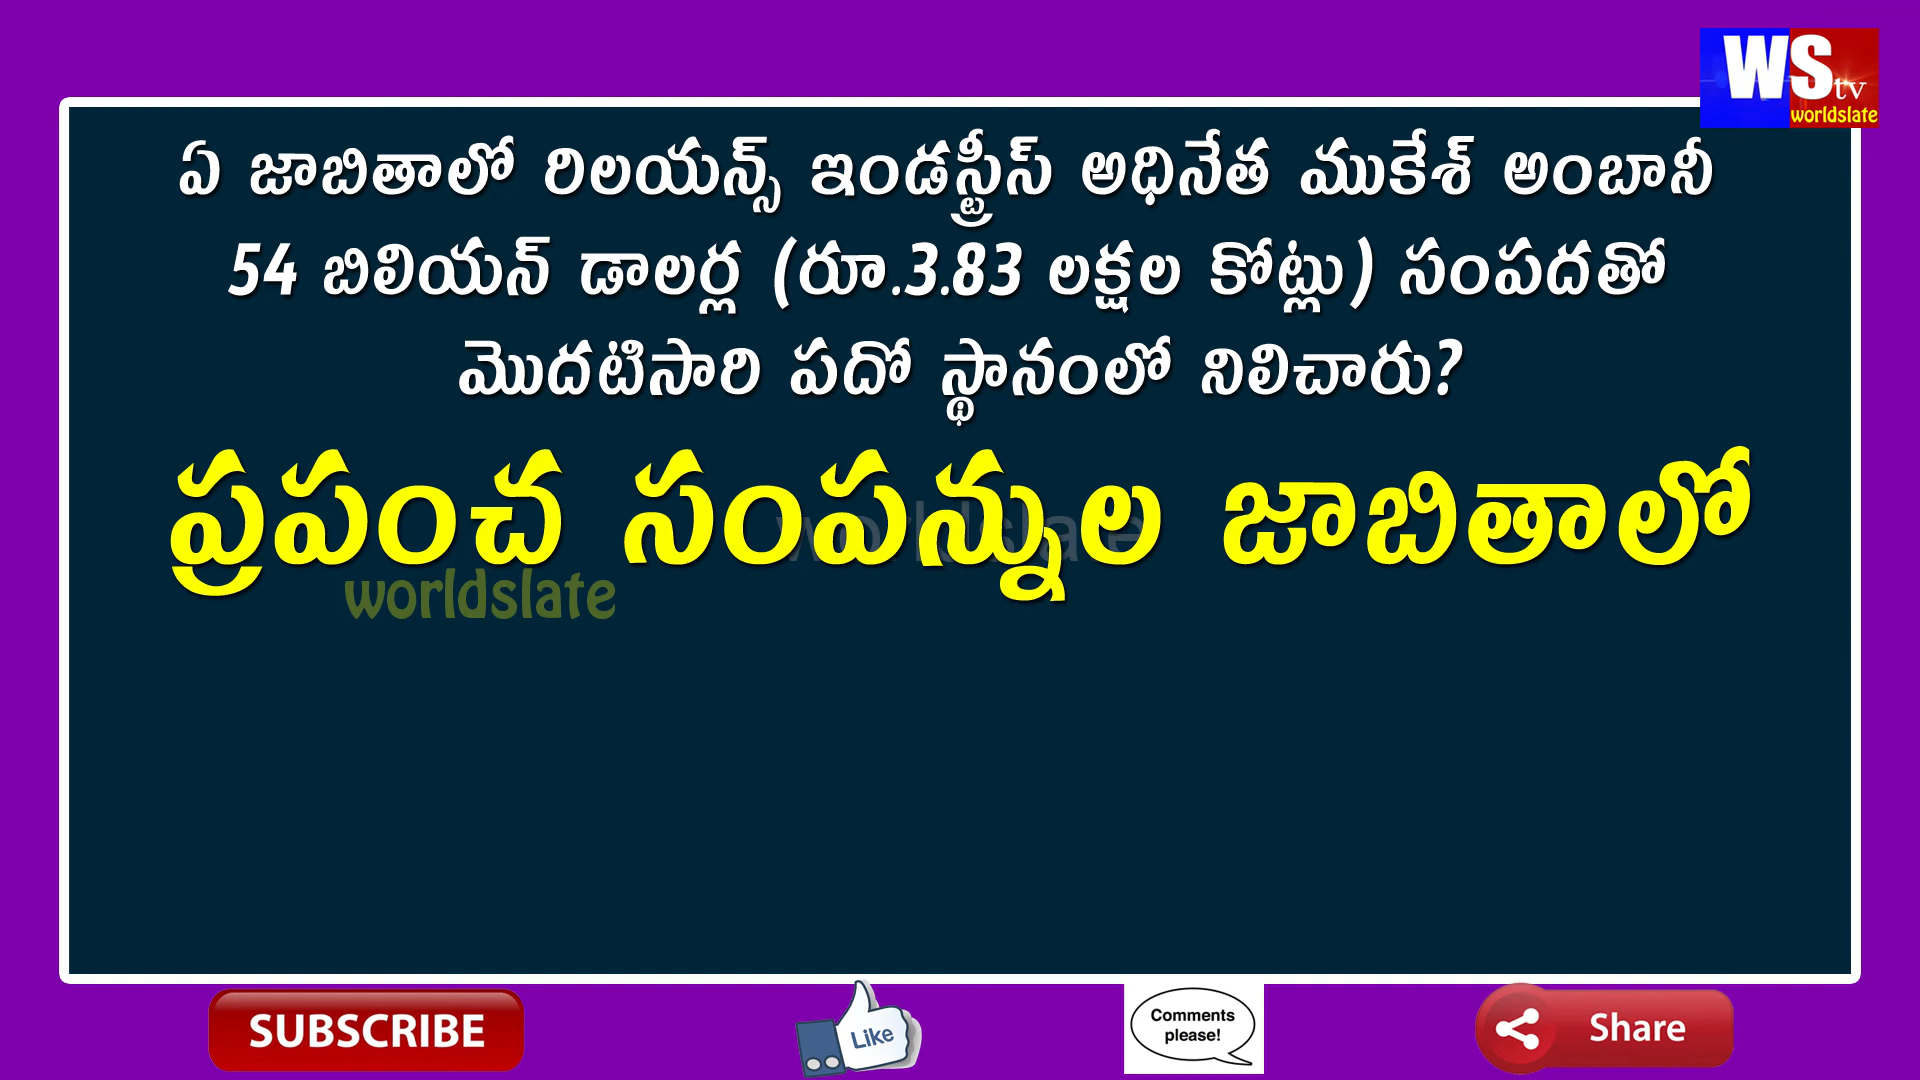 WS tv
worldslate
ఏ జాబితాలో రిలయన్స్ ఇండస్ట్రీస్ అధినేత ముకేశ్ అంబానీ
54 బిలియన్ డాలర్ల (రూ.3.83 లక్షల కోట్లు) సంపదతో
మొదటిసారి పదో స్థానంలో నిలిచారు?
ప్రపంచ సంపన్నుల జాబితాలో
worldslate
worldslate
SUBSCRIBE
Like
Comments
please!
Share